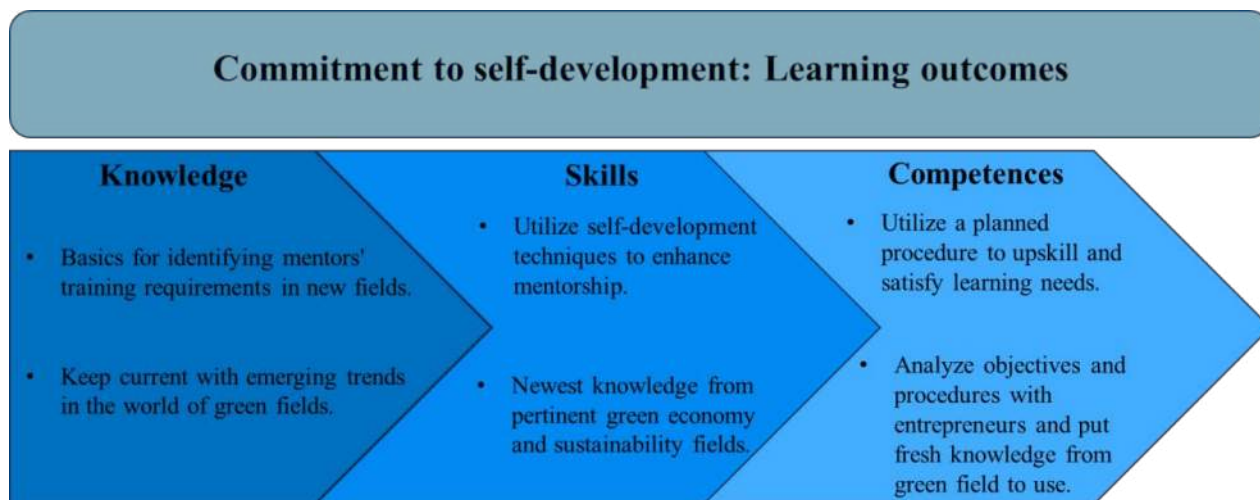 Commitment to self-development: Learning outcomes
Knowledge
• Basics for identifying mentors'
training requirements in new fields.
• Keep current with emerging trends
in the world of green fields.
Skills
• Utilize self-development
techniques to enhance
mentorship.
• Newest knowledge from
pertinent green economy
and sustainability fields.
Competences
• Utilize a planned
procedure to upskill and
satisfy learning needs.
• Analyze objectives and
procedures with
entrepreneurs and put
fresh knowledge from
green field to use.